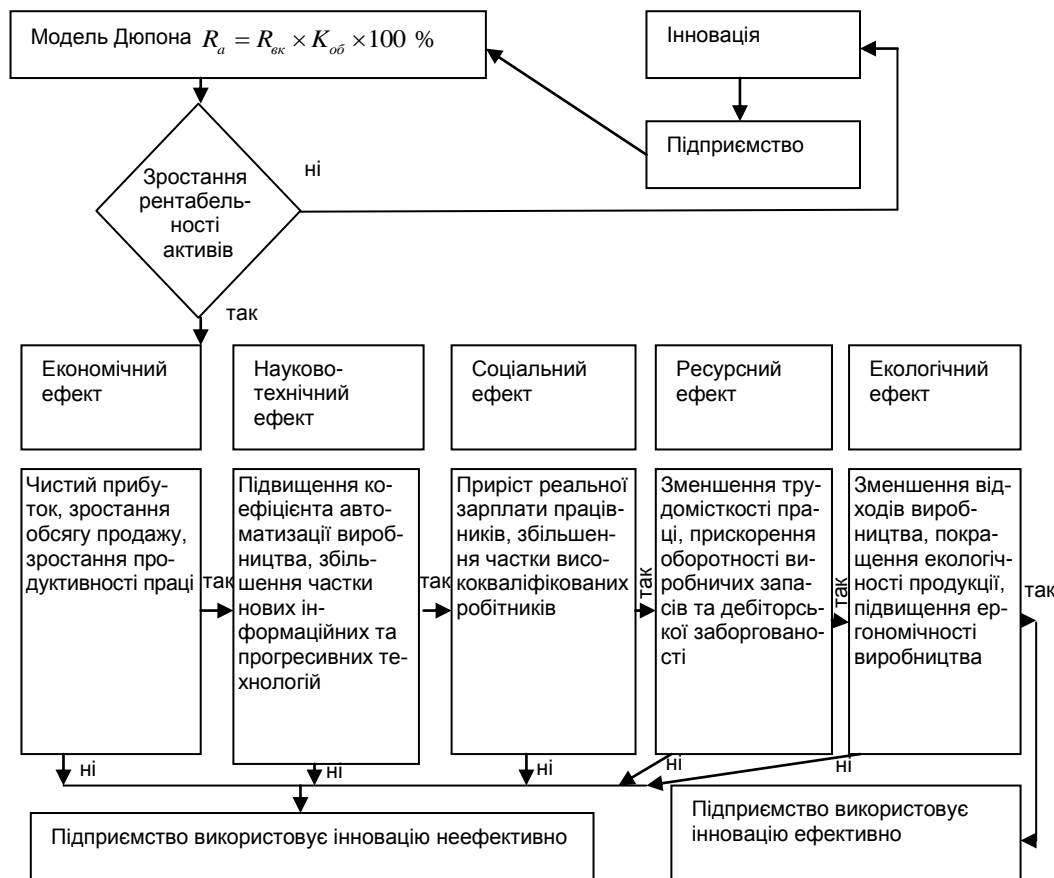 Модель Дюпона R_а = R_вк × K_об × 100 %
Інновація
Підприємство
Зростання
рентабель-
ності
активів
ні
так
Економічний
ефект
Науково-
технічний
ефект
Соціальний
ефект
Ресурсний
ефект
Екологічний
ефект
Чистий прибу-
ток, зростання
обсягу продажу,
зростання про-
дуктивності праці
так
Підвищення ко-
ефіцієнта авто-
матизації вироб-
ництва, збіль-
шення частки
нових ін-
формаційних та
прогресивних те-
хнологій
так
Приріст реальної
зарплати праців-
ників, збільшен-
ня частки висо-
кокваліфікованих
робітників
так
Зменшення тру-
домісткості пра-
ці, прискорення
оборотності ви-
робничих запа-
сів та дебіторсь-
кої заборговано-
сті
так
Зменшення від-
ходів вироб-
ництва, покра-
щення екологіч-
ності продукції,
підвищення ер-
гономічності
виробництва
так
ні
ні
ні
ні
ні
Підприємство використовує інновацію неефективно
Підприємство використовує
інновацію ефективно